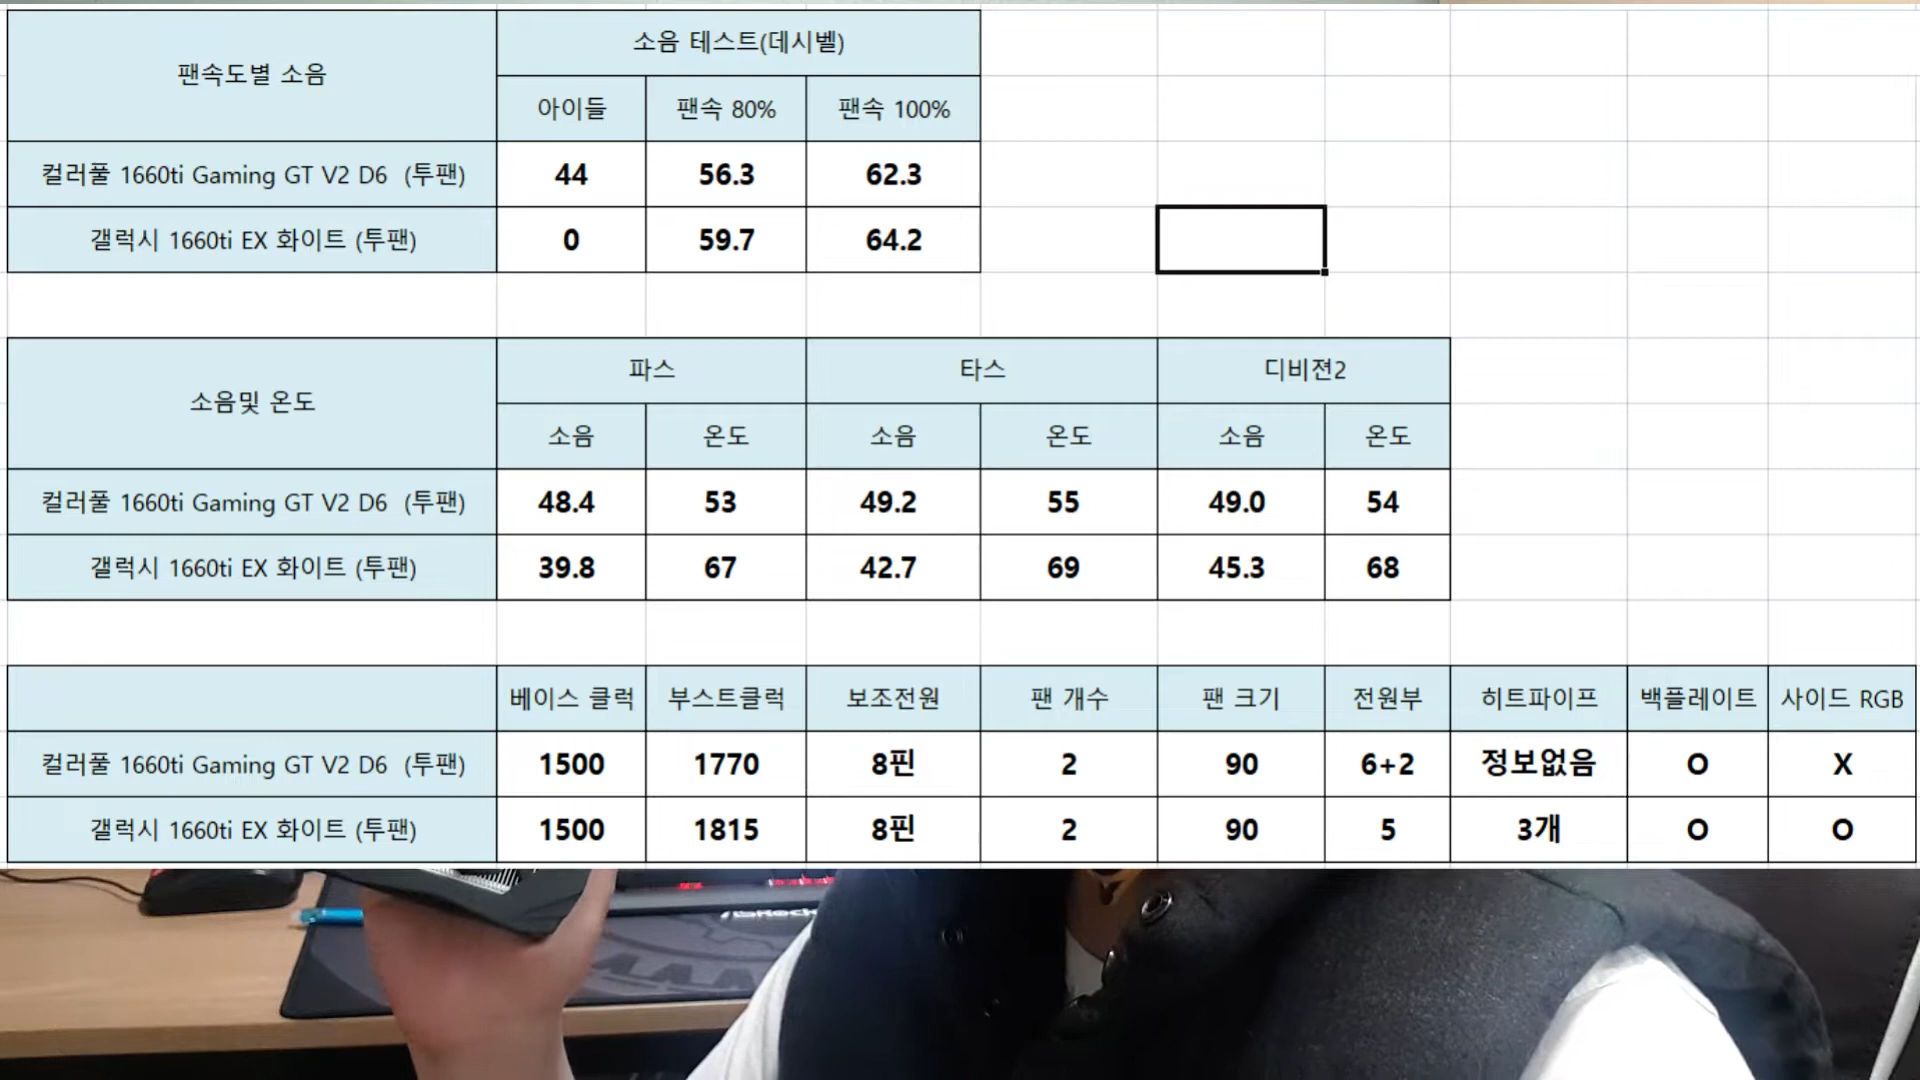 팬속도별 소음 소음 테스트(데시벨)
아이들 팬속 80% 팬속 100%
컬러풀 1660ti Gaming GT V2 D6 (투팬) 44 56.3 62.3
갤럭시 1660ti EX 화이트 (투팬) 0 59.7 64.2
소음및 온도 파스 타스 디비젼2
소음 온도 소음 온도 소음 온도
컬러풀 1660ti Gaming GT V2 D6 (투팬) 48.4 53 49.2 55 49.0 54
갤럭시 1660ti EX 화이트 (투팬) 39.8 67 42.7 69 45.3 68
베이스 클럭 부스트클럭 보조전원 팬 개수 팬 크기 전원부 히트파이프 백플레이트 사이드 RGB
컬러풀 1660ti Gaming GT V2 D6 (투팬) 1500 1770 8핀 2 90 6+2 정보없음 O X
갤럭시 1660ti EX 화이트 (투팬) 1500 1815 8핀 2 90 5 3개 O O